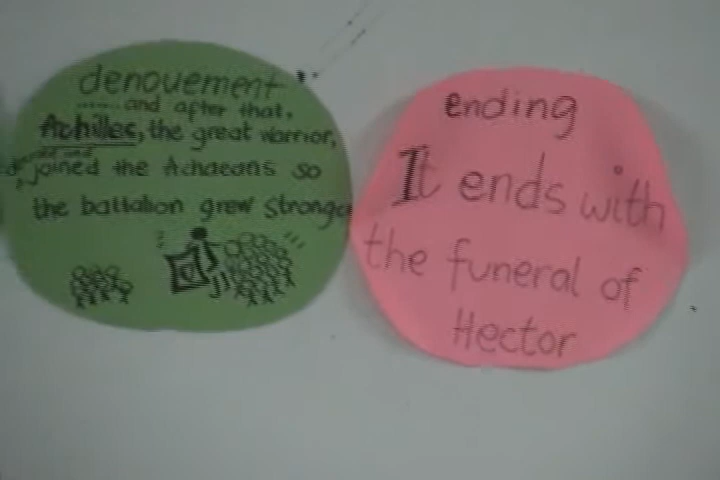 denouement
...... and after that,
Achilles, the great warrior,
joined the Achaeans so
the battalion grew stronger
ending
It ends with
the funeral of
Hector